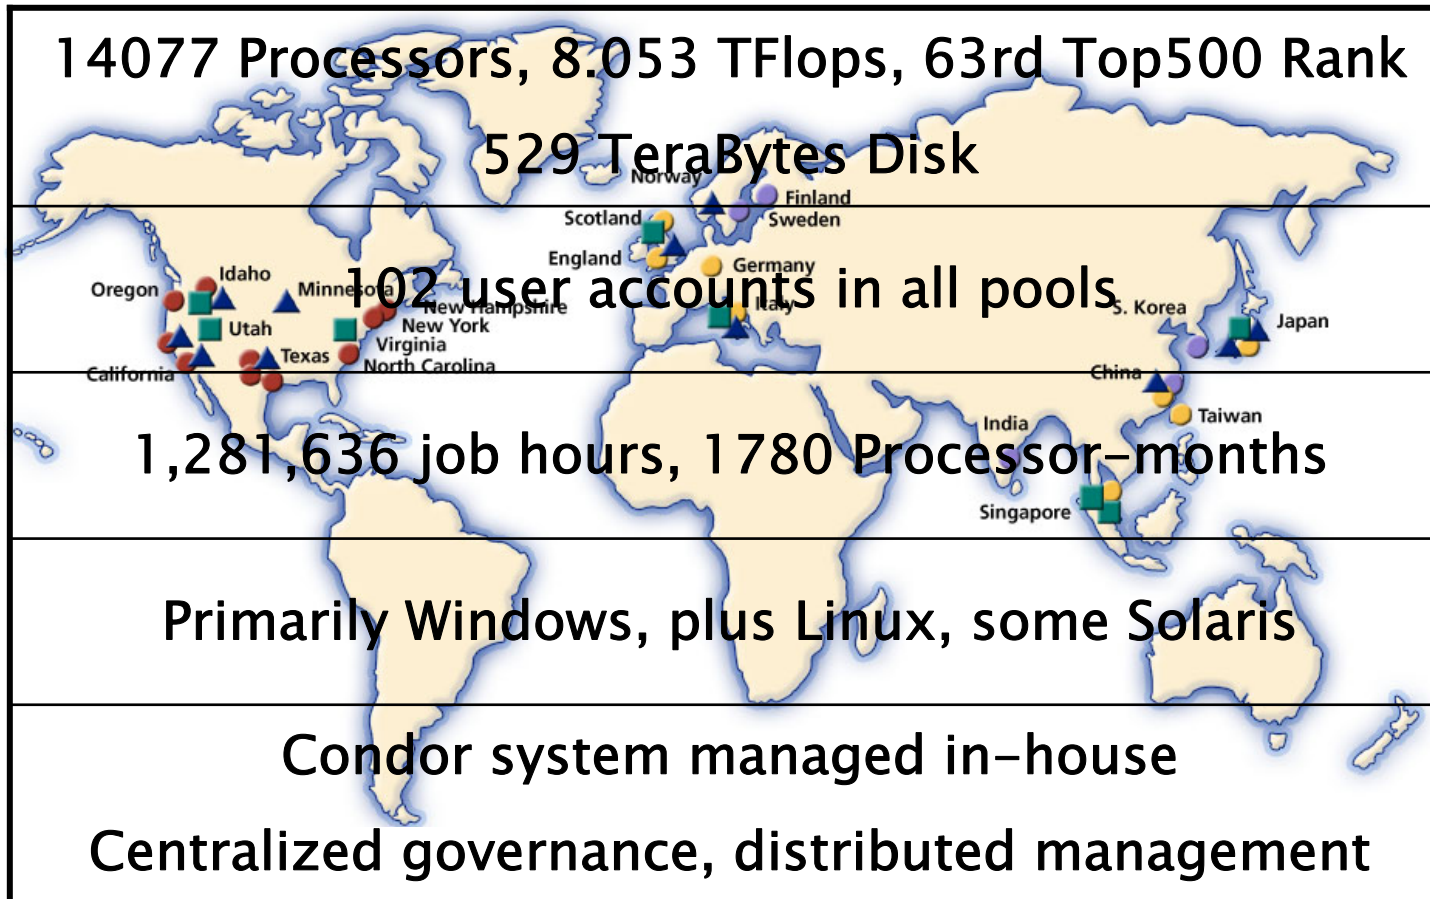 14077 Processors, 8.053 TFlops, 63rd Top500 Rank
529 TeraBytes Disk
Norway
Finland
Scotland
Sweden
England
Germany
Idaho
Oregon
Minnesota
102 user accounts in all pools
New Hampshire
Italy
S. Korea
Japan
Utah
New York
Virginia
Texas
North Carolina
California
China
Taiwan
India
1,281,636 job hours, 1780 Processor-months
Singapore
Primarily Windows, plus Linux, some Solaris
Condor system managed in-house
Centralized governance, distributed management